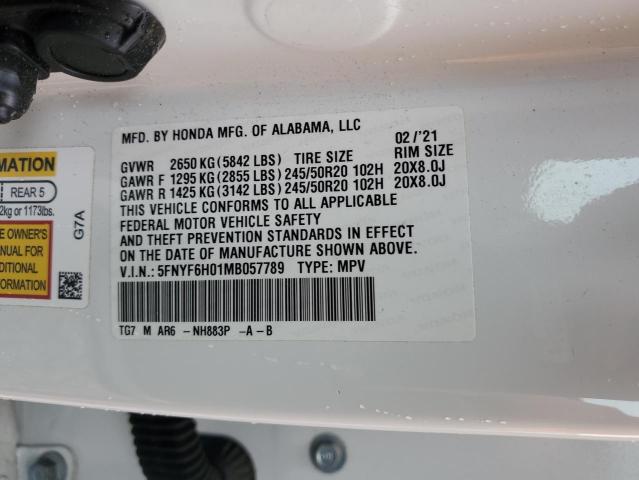 MFD. BY HONDA MFG. OF ALABAMA, LLC 02/'21
GVWR 2650 KG (5842 LBS) TIRE SIZE RIM SIZE
GAWR F 1295 KG (2855 LBS) 245/50R20 102H 20X8.0J
GAWR R 1425 KG (3142 LBS) 245/50R20 102H 20X8.0J
THIS VEHICLE CONFORMS TO ALL APPLICABLE
FEDERAL MOTOR VEHICLE SAFETY
AND THEFT PREVENTION STANDARDS IN EFFECT
ON THE DATE OF MANUFACTURE SHOWN ABOVE.
V.I.N.: 5FNYF6H01MB057789 TYPE: MPV
TG7 M AR6 -NH883P -A-B
MATION
REAR 5
2kg or 1173lbs.
E OWNER'S
NUAL FOR
DITIONAL
G7A